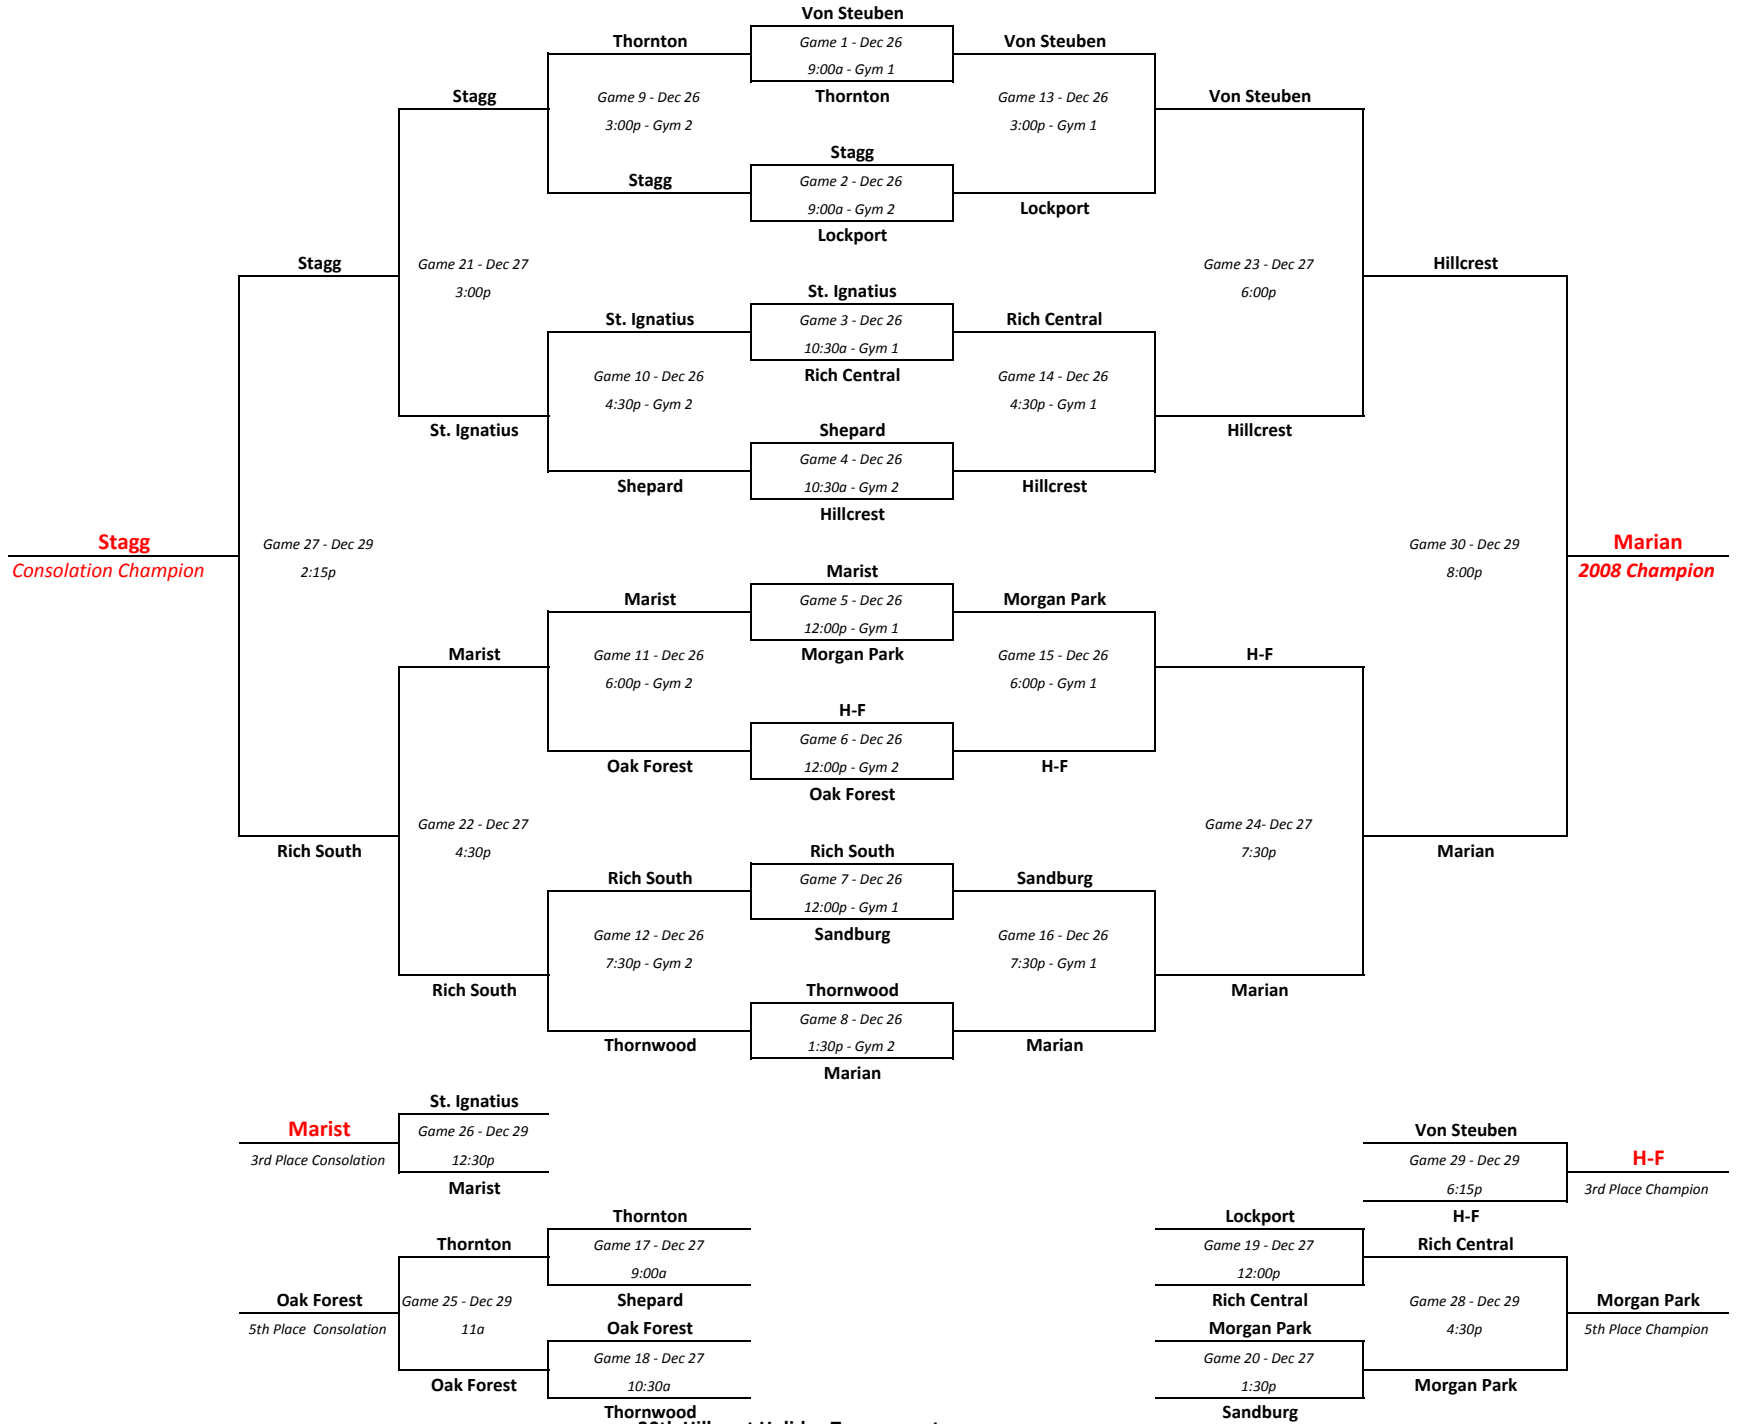 Von Steuben
Thornton
Game 1 - Dec 26
Von Steuben
9:00a - Gym 1
Stagg
Game 9 - Dec 26
Thornton
Game 13 - Dec 26
Von Steuben
3:00p - Gym 2
3:00p - Gym 1
Stagg
Stagg
Game 2 - Dec 26
9:00a - Gym 2
Lockport
Lockport
Stagg
Game 21 - Dec 27
Game 23 - Dec 27
Hillcrest
3:00p
St. Ignatius
6:00p
St. Ignatius
Game 3 - Dec 26
Rich Central
10:30a - Gym 1
Game 10 - Dec 26
Rich Central
Game 14 - Dec 26
4:30p - Gym 2
4:30p - Gym 1
St. Ignatius
Shepard
Hillcrest
Game 4 - Dec 26
Shepard
10:30a - Gym 2
Hillcrest
Hillcrest
Stagg
Game 27 - Dec 29
Game 30 - Dec 29
Marian
Consolation Champion
2:15p
Marist
8:00p
2008 Champion
Marist
Game 5 - Dec 26
Morgan Park
12:00p - Gym 1
Marist
Game 11 - Dec 26
Morgan Park
Game 15 - Dec 26
H-F
6:00p - Gym 2
6:00p - Gym 1
H-F
Game 6 - Dec 26
Oak Forest
12:00p - Gym 2
H-F
Oak Forest
Game 22 - Dec 27
Game 24- Dec 27
Rich South
4:30p
Rich South
7:30p
Marian
Rich South
Game 7 - Dec 26
Sandburg
12:00p - Gym 1
Game 12 - Dec 26
Sandburg
Game 16 - Dec 26
7:30p - Gym 2
7:30p - Gym 1
Rich South
Thornwood
Marian
Game 8 - Dec 26
Thornwood
1:30p - Gym 2
Marian
Marian
St. Ignatius
Marist
Game 26 - Dec 29
Von Steuben
3rd Place Consolation
12:30p
Game 29 - Dec 29
H-F
Marist
6:15p
3rd Place Champion
Thornton
Lockport
H-F
Thornton
Game 17 - Dec 27
Game 19 - Dec 27
Rich Central
9:00a
12:00p
Oak Forest
Game 25 - Dec 29
Shepard
Rich Central
Game 28 - Dec 29
Morgan Park
5th Place  Consolation
11a
Oak Forest
Morgan Park
4:30p
5th Place Champion
Game 18 - Dec 27
Game 20 - Dec 27
Oak Forest
10:30a
1:30p
Morgan Park
Thornwood
Sandburg